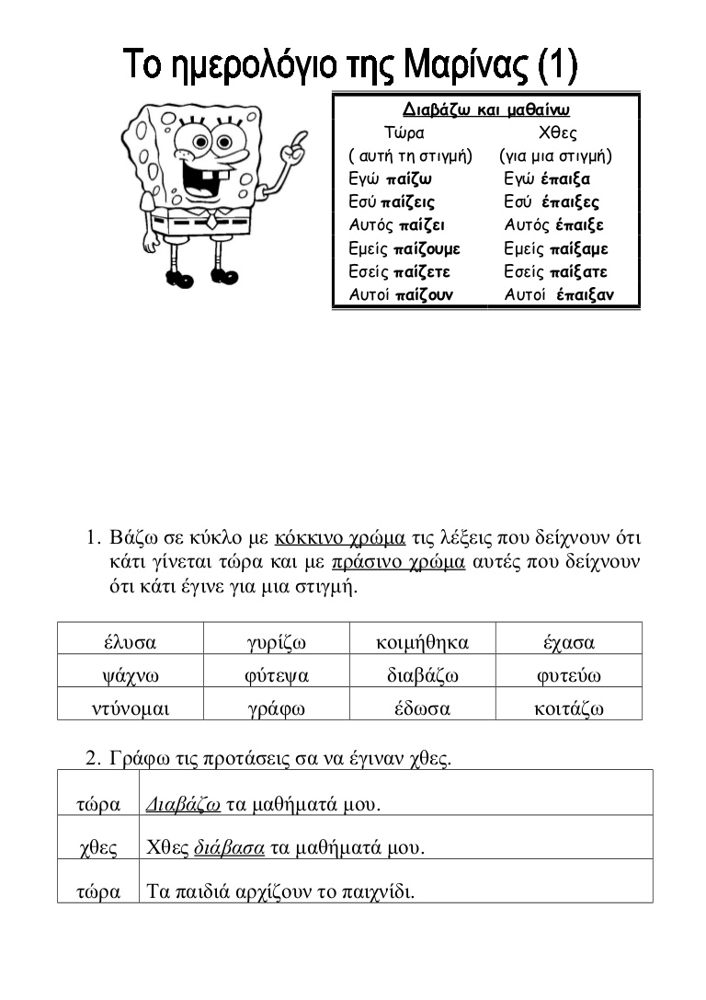 Το ημερολόγιο της Μαρίνας (1)
Διαβάζω και μαθαίνω
Τώρα Χθες
( αυτή τη στιγμή) (για μια στιγμή)
Εγώ παίζω Εγώ έπαιξα
Εσύ παίζεις Εσύ έπαιξες
Αυτός παίζει Αυτός έπαιξε
Εμείς παίζουμε Εμείς παίξαμε
Εσείς παίζετε Εσείς παίξατε
Αυτοί παίζουν Αυτοί έπαιξαν
1. Βάζω σε κύκλο με κόκκινο χρώμα τις λέξεις που δείχνουν ότι
κάτι γίνεται τώρα και με πράσινο χρώμα αυτές που δείχνουν
ότι κάτι έγινε για μια στιγμή.
έλυσα γυρίζω κοιμήθηκα έχασα
ψάχνω φύτεψα διαβάζω φυτεύω
ντύνομαι γράφω έδωσα κοιτάζω
2. Γράφω τις προτάσεις σα να έγιναν χθες.
τώρα Διαβάζω τα μαθήματά μου.
χθες Χθες διάβασα τα μαθήματά μου.
τώρα Τα παιδιά αρχίζουν το παιχνίδι.